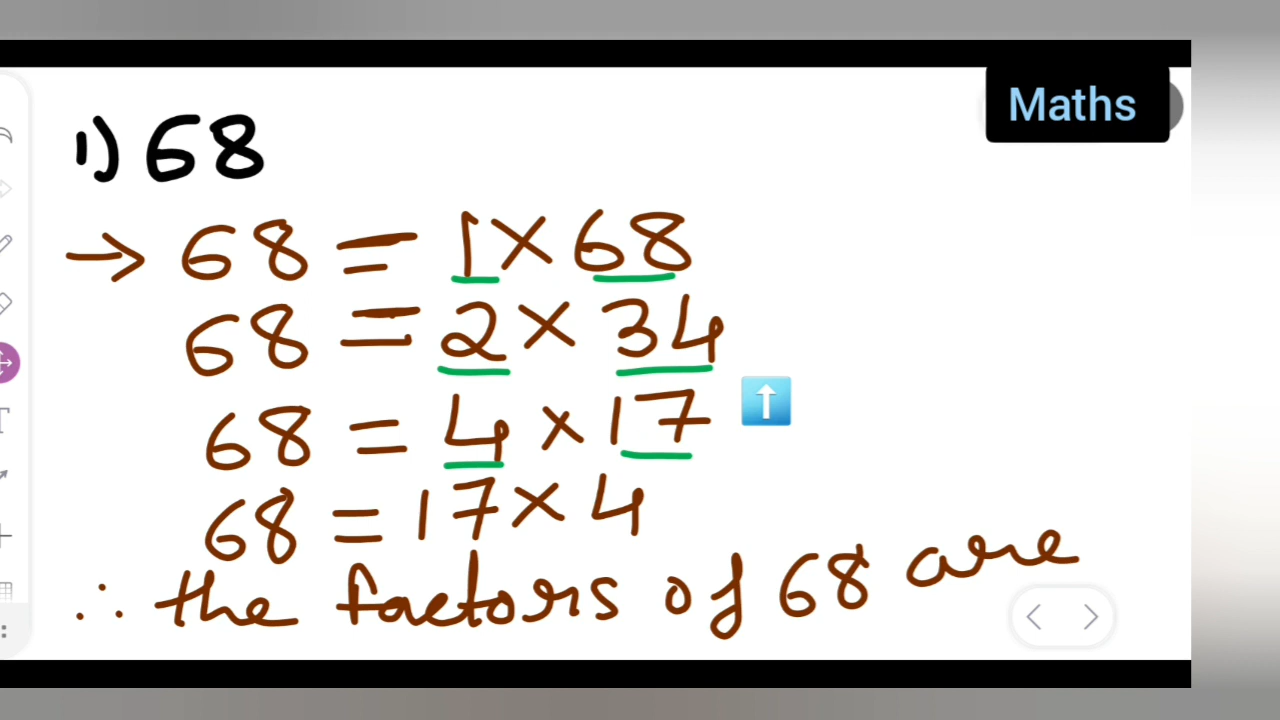 Maths
1) 68
→ 68 = 1 × 68
68 = 2 × 34
68 = 4 × 17
68 = 17 × 4
∴ the factors of 68 are